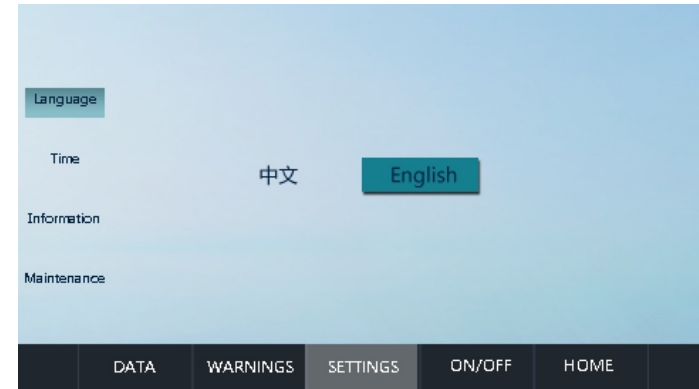 Language
Time
中文 English
Information
Maintenance
DATA WARNINGS SETTINGS ON/OFF HOME